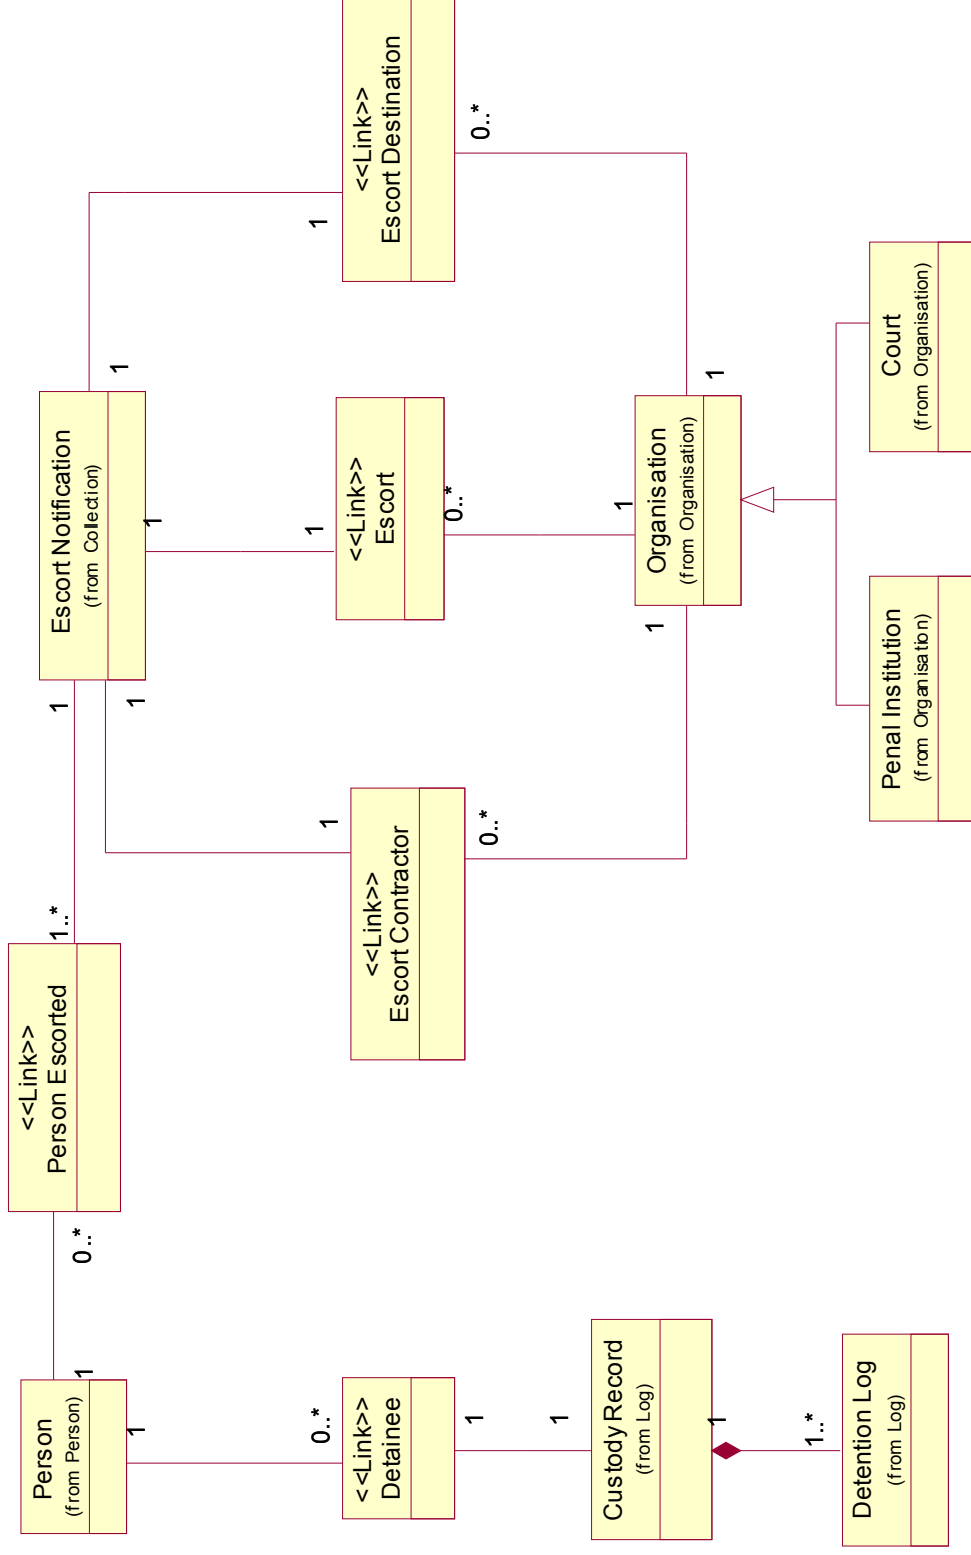 Person
(from Person)
1
1
0..*
<<Link>>
Person Escorted
1..*
1
Escort Notification
(from Collection)
1
1
1
0..*
<<Link>>
Detainee
1
1
<<Link>>
Escort Contractor
1
<<Link>>
Escort
1
<<Link>>
Escort Destination
1
0..*
0..*
0..*
Custody Record
(from Log)
1
1..*
Detention Log
(from Log)
Organisation
(from Organisation)
1
1
1
Penal Institution
(from Organisation)
Court
(from Organisation)